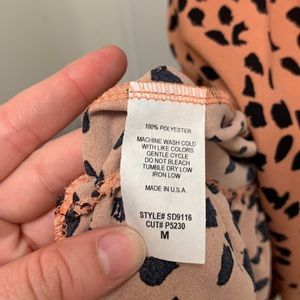 100% POLYESTER
MACHINE WASH COLD
WITH LIKE COLORS
GENTLE CYCLE
DO NOT BLEACH
TUMBLE DRY LOW
IRON LOW
MADE IN U.S.A.
STYLE# SD9116
CUT# P5230
M